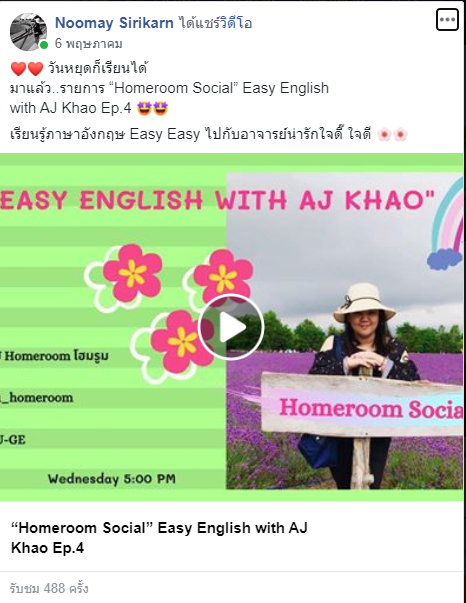 Noomay Sirikarn ได้แชร์วิดีโอ
6 พฤษภาคม
วันหยุดก็เรียนได้
มาแล้ว..รายการ “Homeroom Social” Easy English
with AJ Khao Ep.4
เรียนรู้ภาษาอังกฤษ Easy Easy ไปกับอาจารย์น่ารักใจดี๊ ใจดี
EASY ENGLISH WITH AJ KHAO"
Homeroom โฮมรูม
_homeroom
U-GE
Homeroom Socia
Wednesday 5:00 PM
“Homeroom Social” Easy English with AJ
Khao Ep.4
รับชม 488 ครั้ง